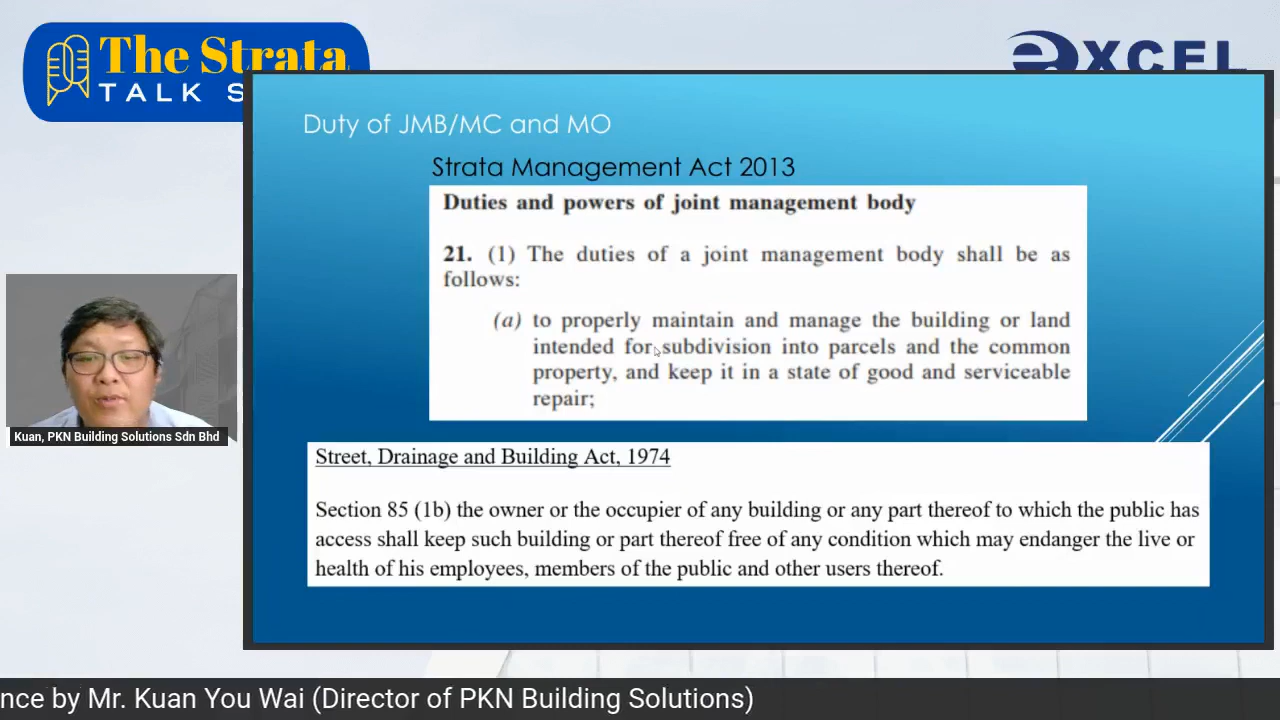 The Strata
TALK S
EXCEL
Duty of JMB/MC and MO
Strata Management Act 2013
Duties and powers of joint management body
21. (1) The duties of a joint management body shall be as
follows:
(a) to properly maintain and manage the building or land
intended for subdivision into parcels and the common
property, and keep it in a state of good and serviceable
repair;
Kuan, PKN Building Solutions Sdn Bhd
Street, Drainage and Building Act, 1974
Section 85 (1b) the owner or the occupier of any building or any part thereof to which the public has
access shall keep such building or part thereof free of any condition which may endanger the live or
health of his employees, members of the public and other users thereof.
nce by Mr. Kuan You Wai (Director of PKN Building Solutions)